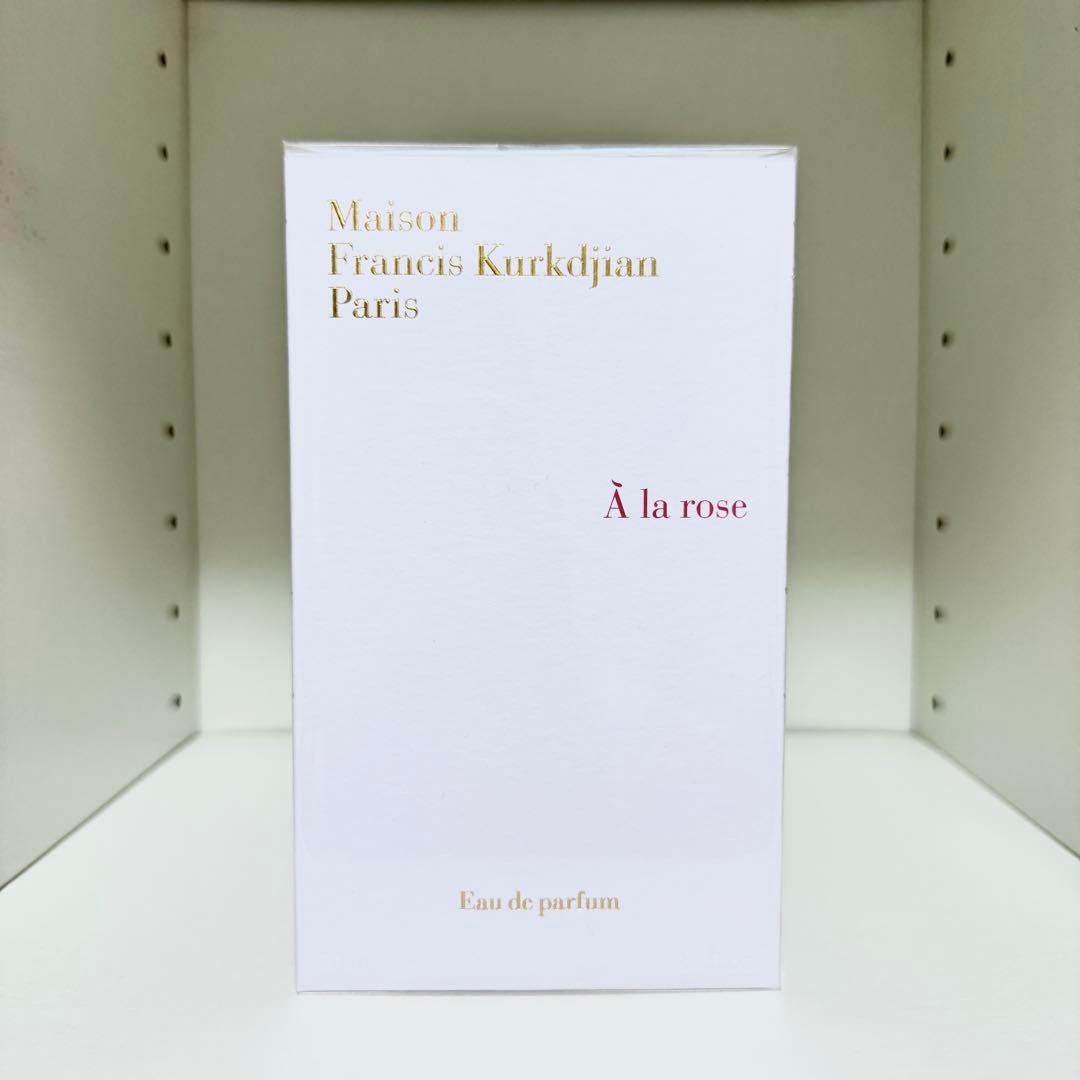 Maison
Francis Kurkdjian
Paris
À la rose
Eau de parfum